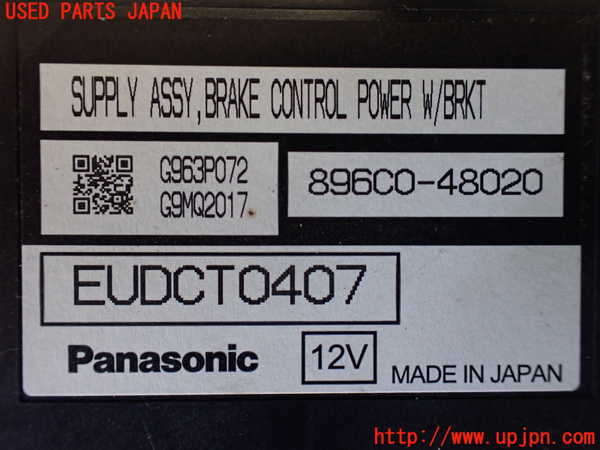 USED PARTS JAPAN
SUPPLY ASSY,BRAKE CONTROL POWER W/BRKT
G963P072
G9MQ2017
896C0-48020
EUDCT0407
Panasonic
12V
MADE IN JAPAN
http://www.upjpn.com